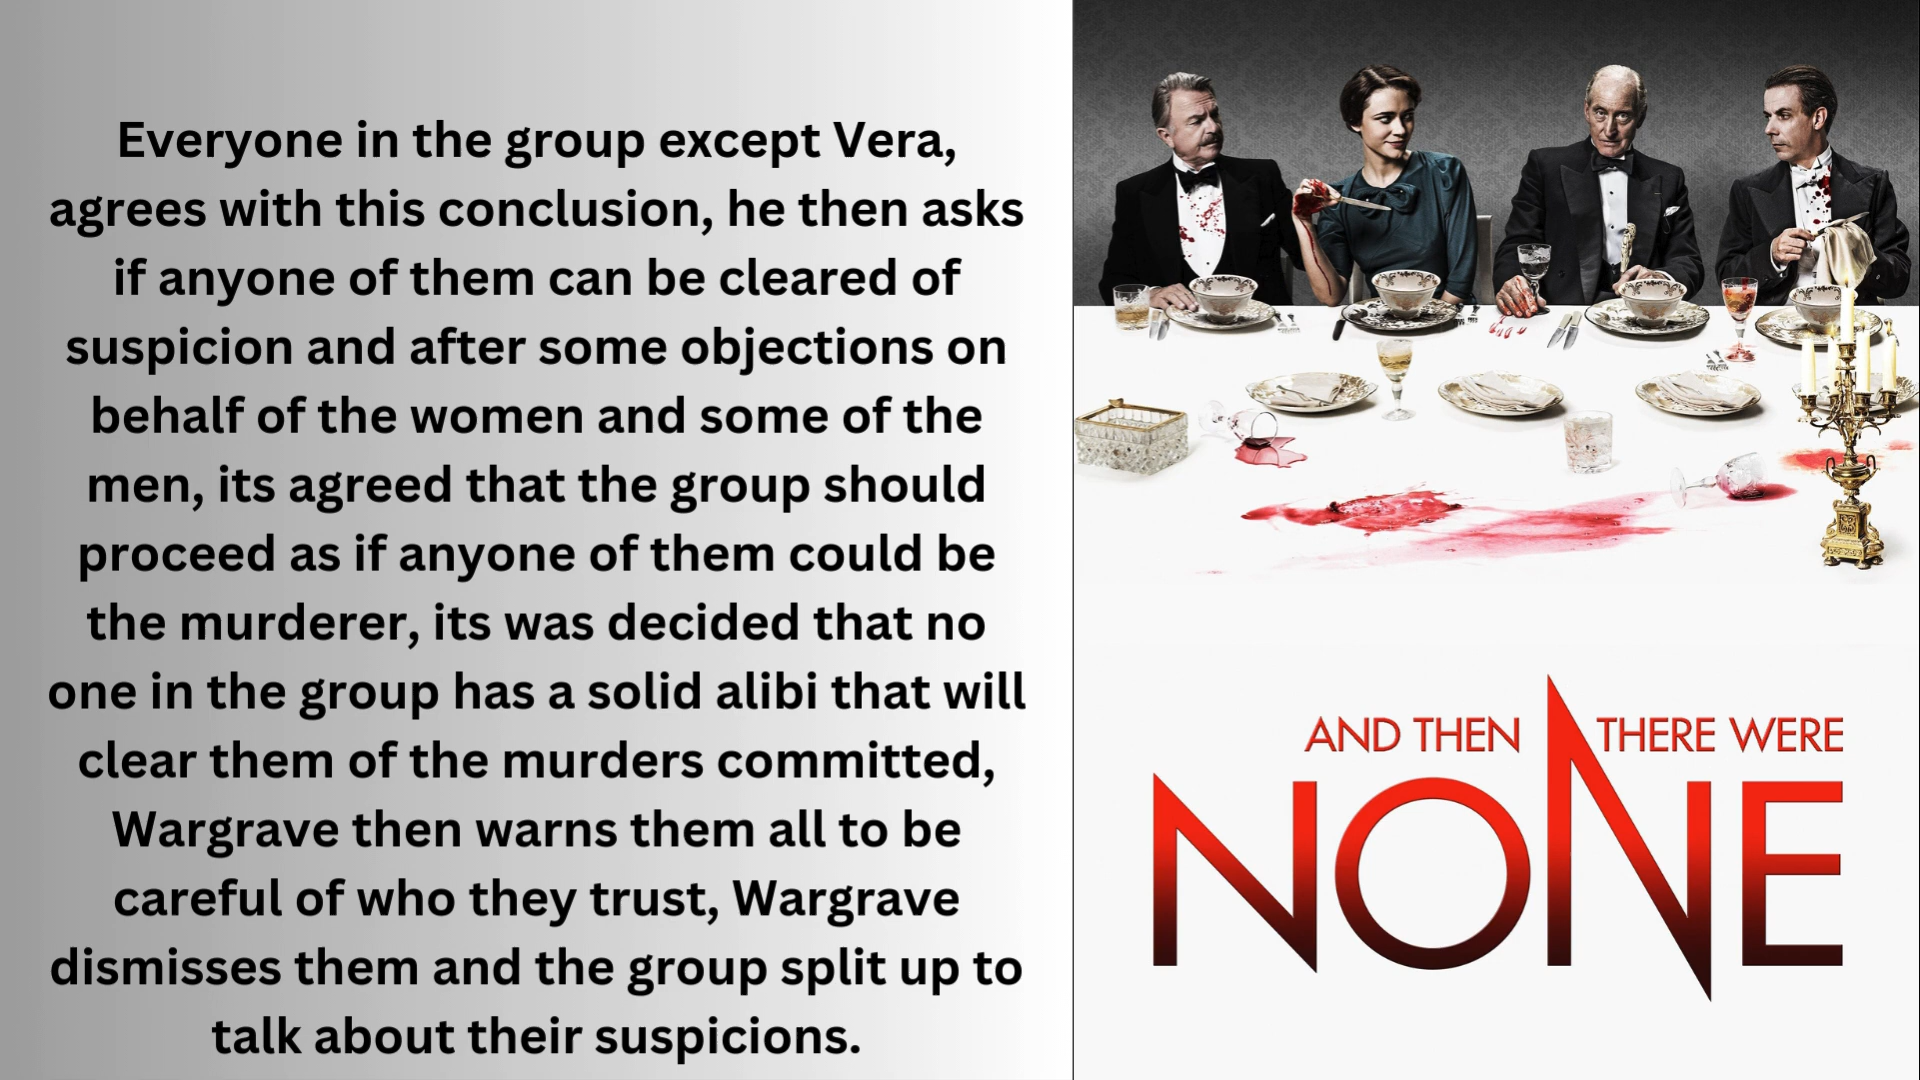 Everyone in the group except Vera,
agrees with this conclusion, he then asks
if anyone of them can be cleared of
suspicion and after some objections on
behalf of the women and some of the
men, its agreed that the group should
proceed as if anyone of them could be
the murderer, its was decided that no
one in the group has a solid alibi that will
clear them of the murders committed,
Wargrave then warns them all to be
careful of who they trust, Wargrave
dismisses them and the group split up to
talk about their suspicions.
AND THEN THERE WERE
NONE